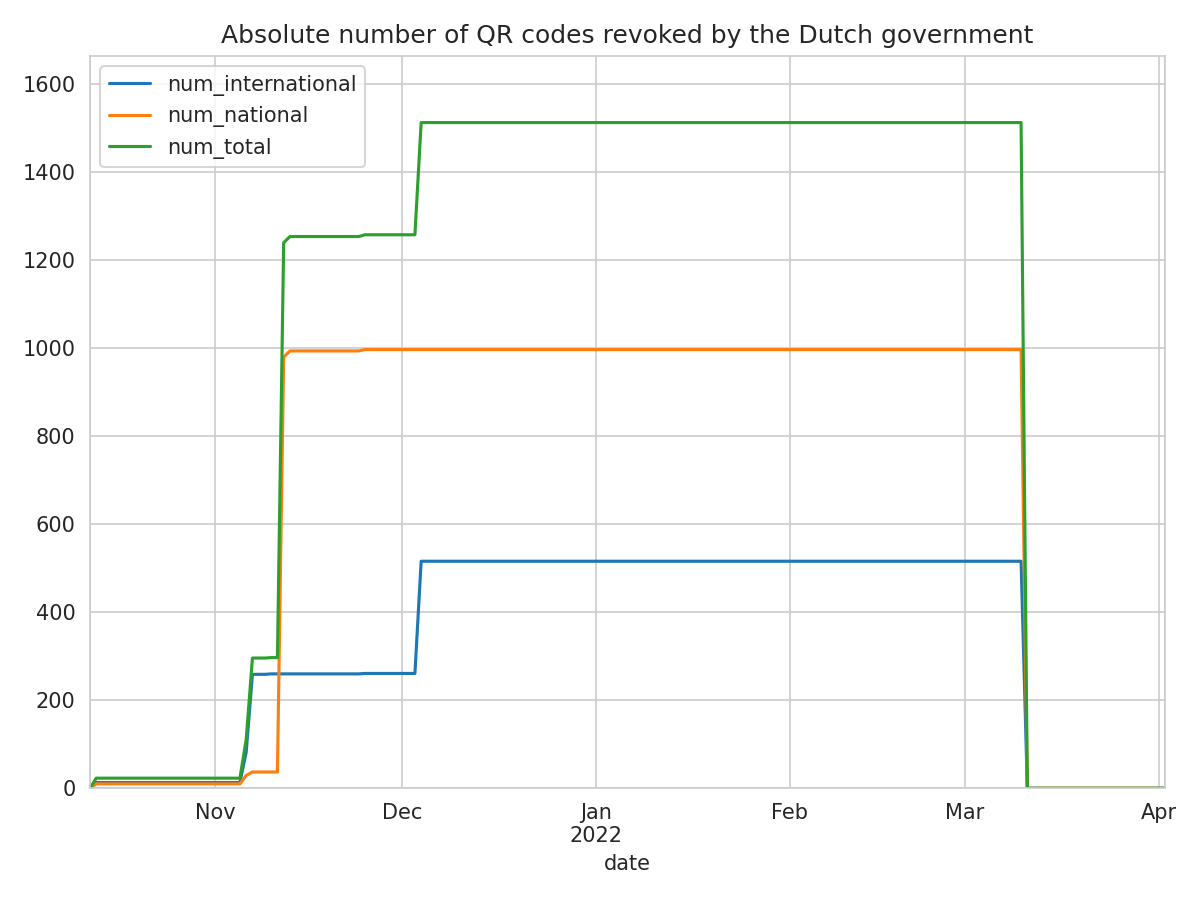 Absolute number of QR codes revoked by the Dutch government
num_international
num_national
num_total
1600
1400
1200
1000
800
600
400
200
0
Nov
Dec
Jan
2022
Feb
Mar
Apr
date